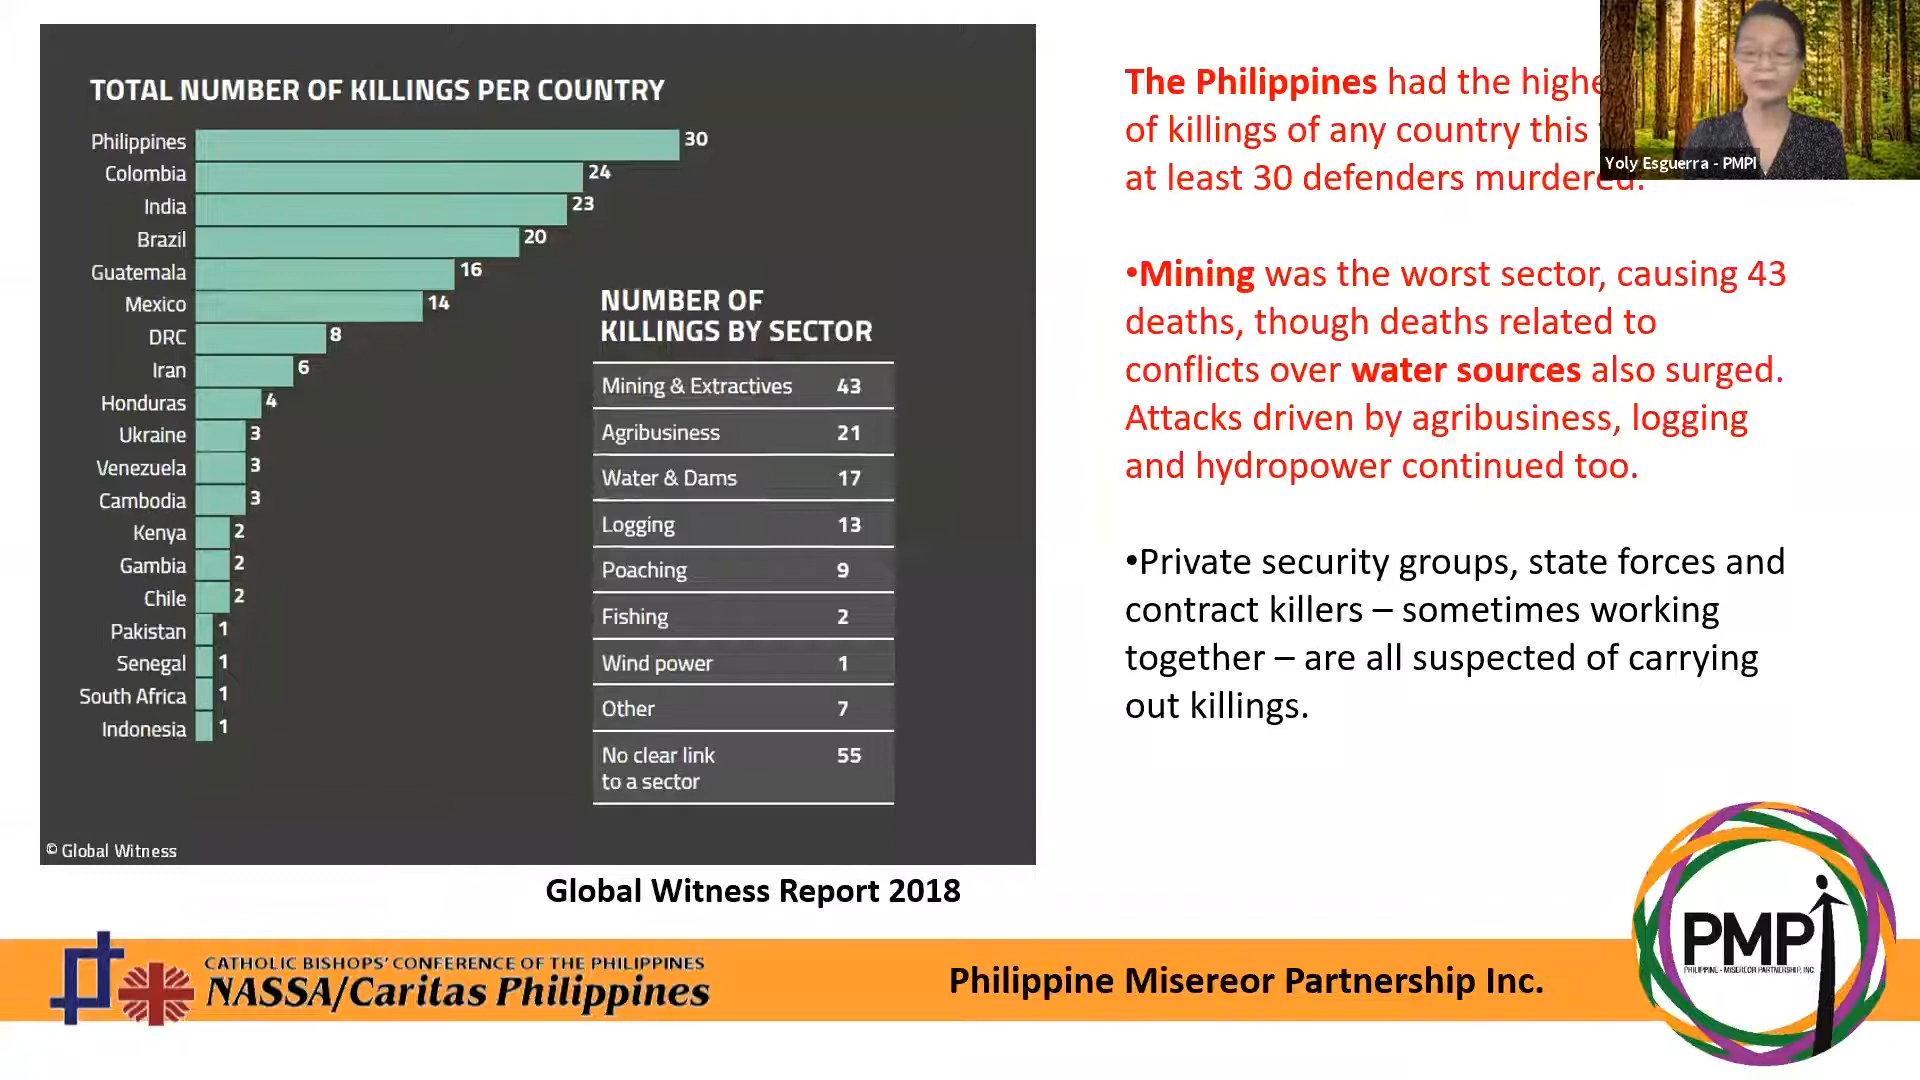 TOTAL NUMBER OF KILLINGS PER COUNTRY
Philippines 30
Colombia 24
India 23
Brazil 20
Guatemala 16
Mexico 14
DRC 8
Iran 6
Honduras 4
Ukraine 3
Venezuela 3
Cambodia 3
Kenya 2
Gambia 2
Chile 2
Pakistan 1
Senegal 1
South Africa 1
Indonesia 1
NUMBER OF
KILLINGS BY SECTOR
Mining & Extractives 43
Agribusiness 21
Water & Dams 17
Logging 13
Poaching 9
Fishing 2
Wind power 1
Other 7
No clear link 55
to a sector
© Global Witness
Global Witness Report 2018
The Philippines had the highe
of killings of any country this
at least 30 defenders murdered.
•Mining was the worst sector, causing 43
deaths, though deaths related to
conflicts over water sources also surged.
Attacks driven by agribusiness, logging
and hydropower continued too.
•Private security groups, state forces and
contract killers – sometimes working
together – are all suspected of carrying
out killings.
Yoly Esguerra - PMPI
CATHOLIC BISHOPS' CONFERENCE OF THE PHILIPPINES
NASSA/Caritas Philippines
Philippine Misereor Partnership Inc.
PMPI
PHILIPPINE - MISEREOR PARTNERSHIP, INC.